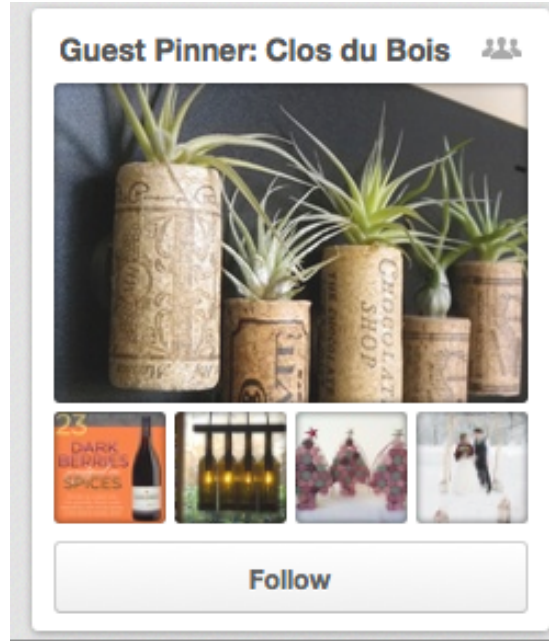 Guest Pinner: Clos du Bois
CHOCOLATE
SHOP
23
DARK
BERRIES
SPICES
Follow